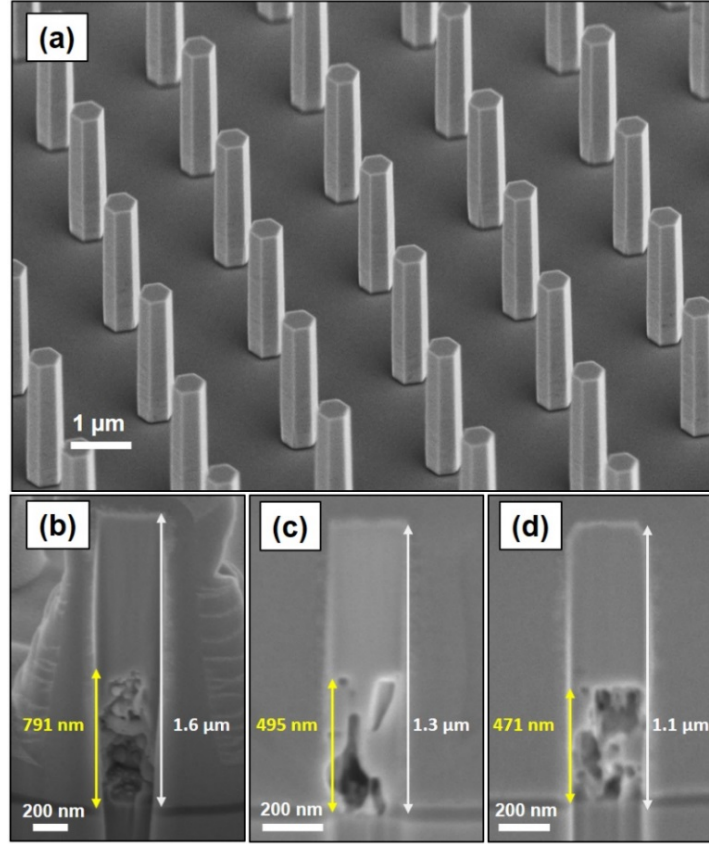 (a)
1 μm
(b)
791 nm
1.6 μm
200 nm
(c)
495 nm
1.3 μm
200 nm
(d)
471 nm
1.1 μm
200 nm